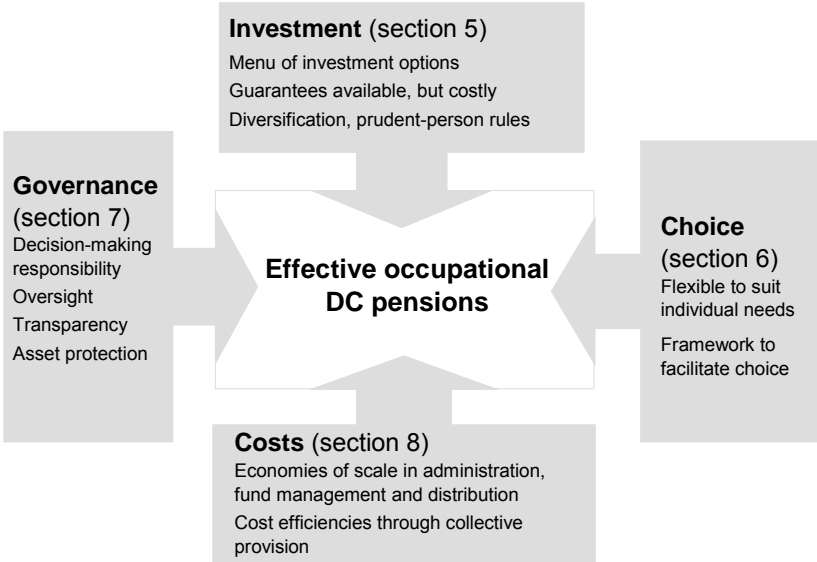 Investment (section 5)
Menu of investment options
Guarantees available, but costly
Diversification, prudent-person rules
Governance
(section 7)
Decision-making
responsibility
Oversight
Transparency
Asset protection
Effective occupational
DC pensions
Choice
(section 6)
Flexible to suit
individual needs
Framework to
facilitate choice
Costs (section 8)
Economies of scale in administration,
fund management and distribution
Cost efficiencies through collective
provision